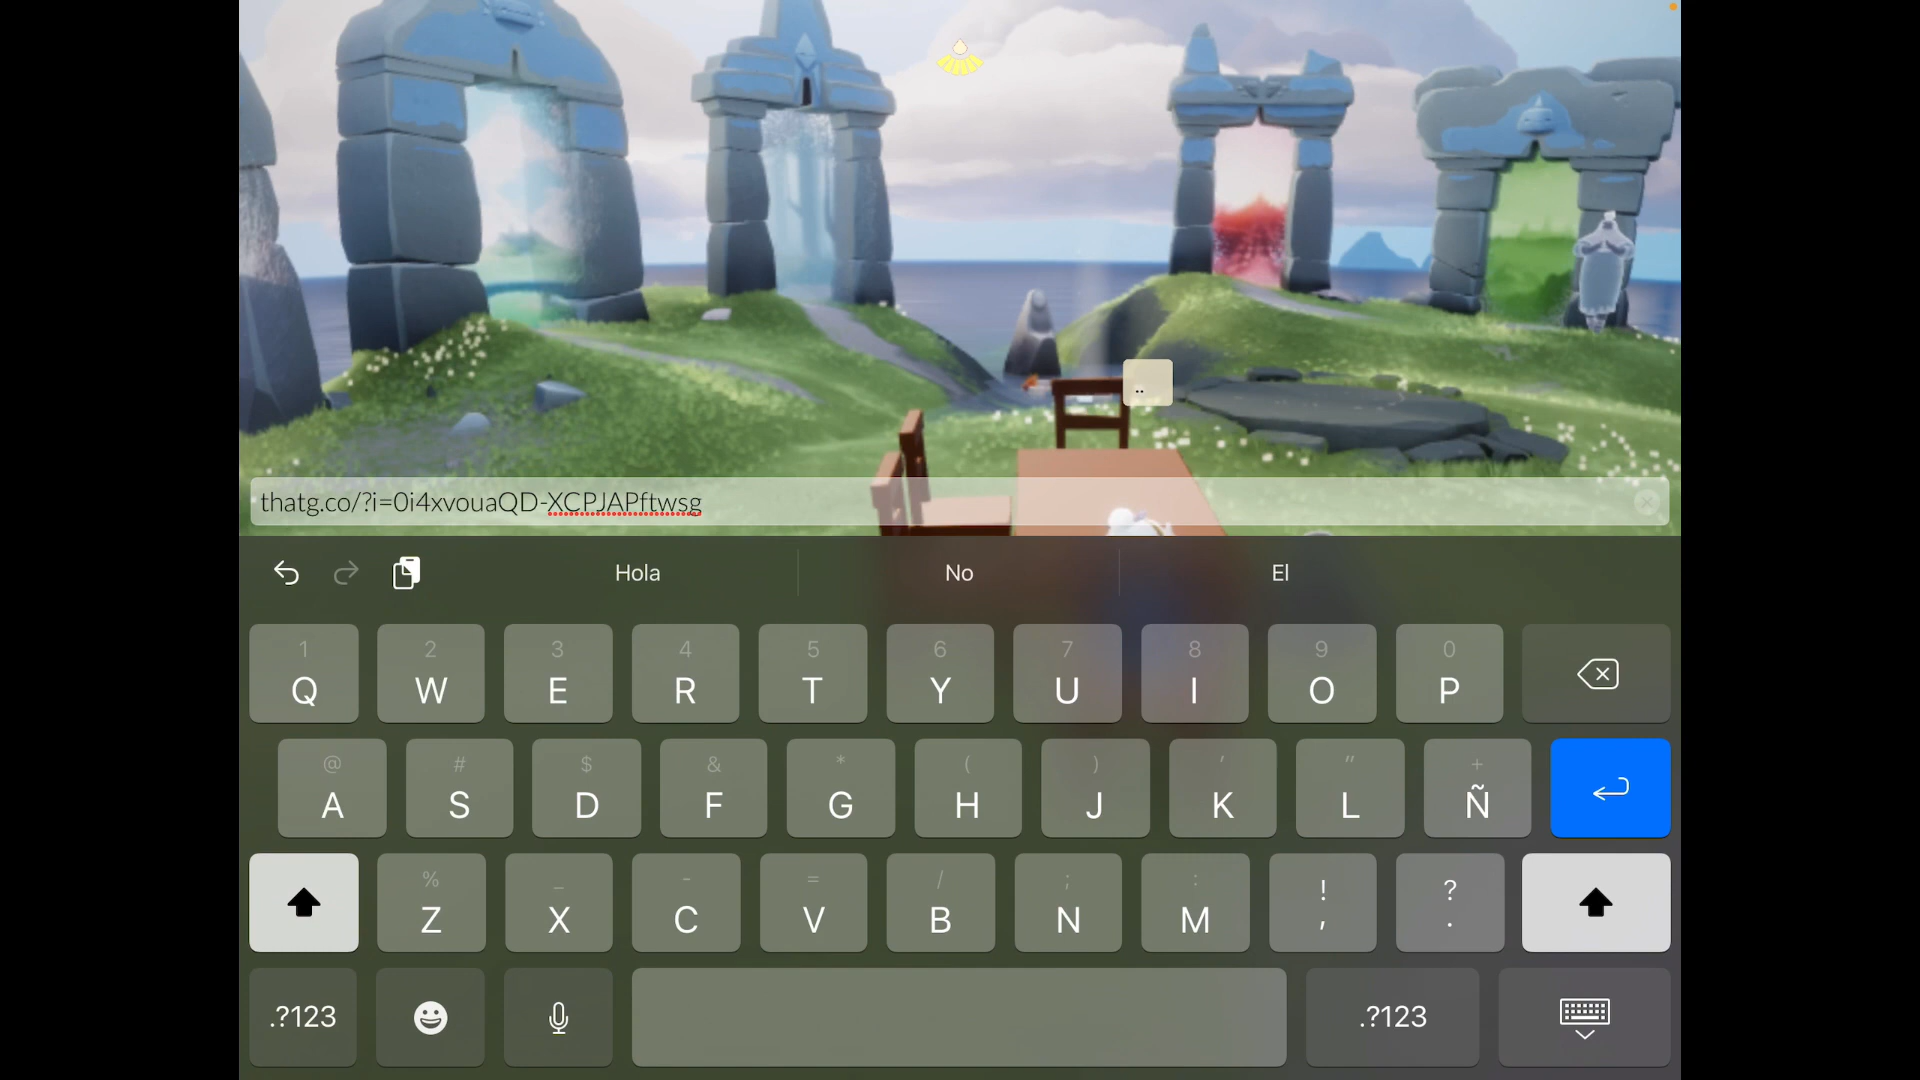 ..
thatg.co/?i=0i4xvouaQD-XCPJAPftwsg
Hola No El
1 2 3 4 5 6 7 8 9 0
Q W E R T Y U I O P
@ # $ & * ( ) ' " +
A S D F G H J K L Ñ
% _ - = / ; : ! ?
Z X C V B N M , .
.?123 .?123